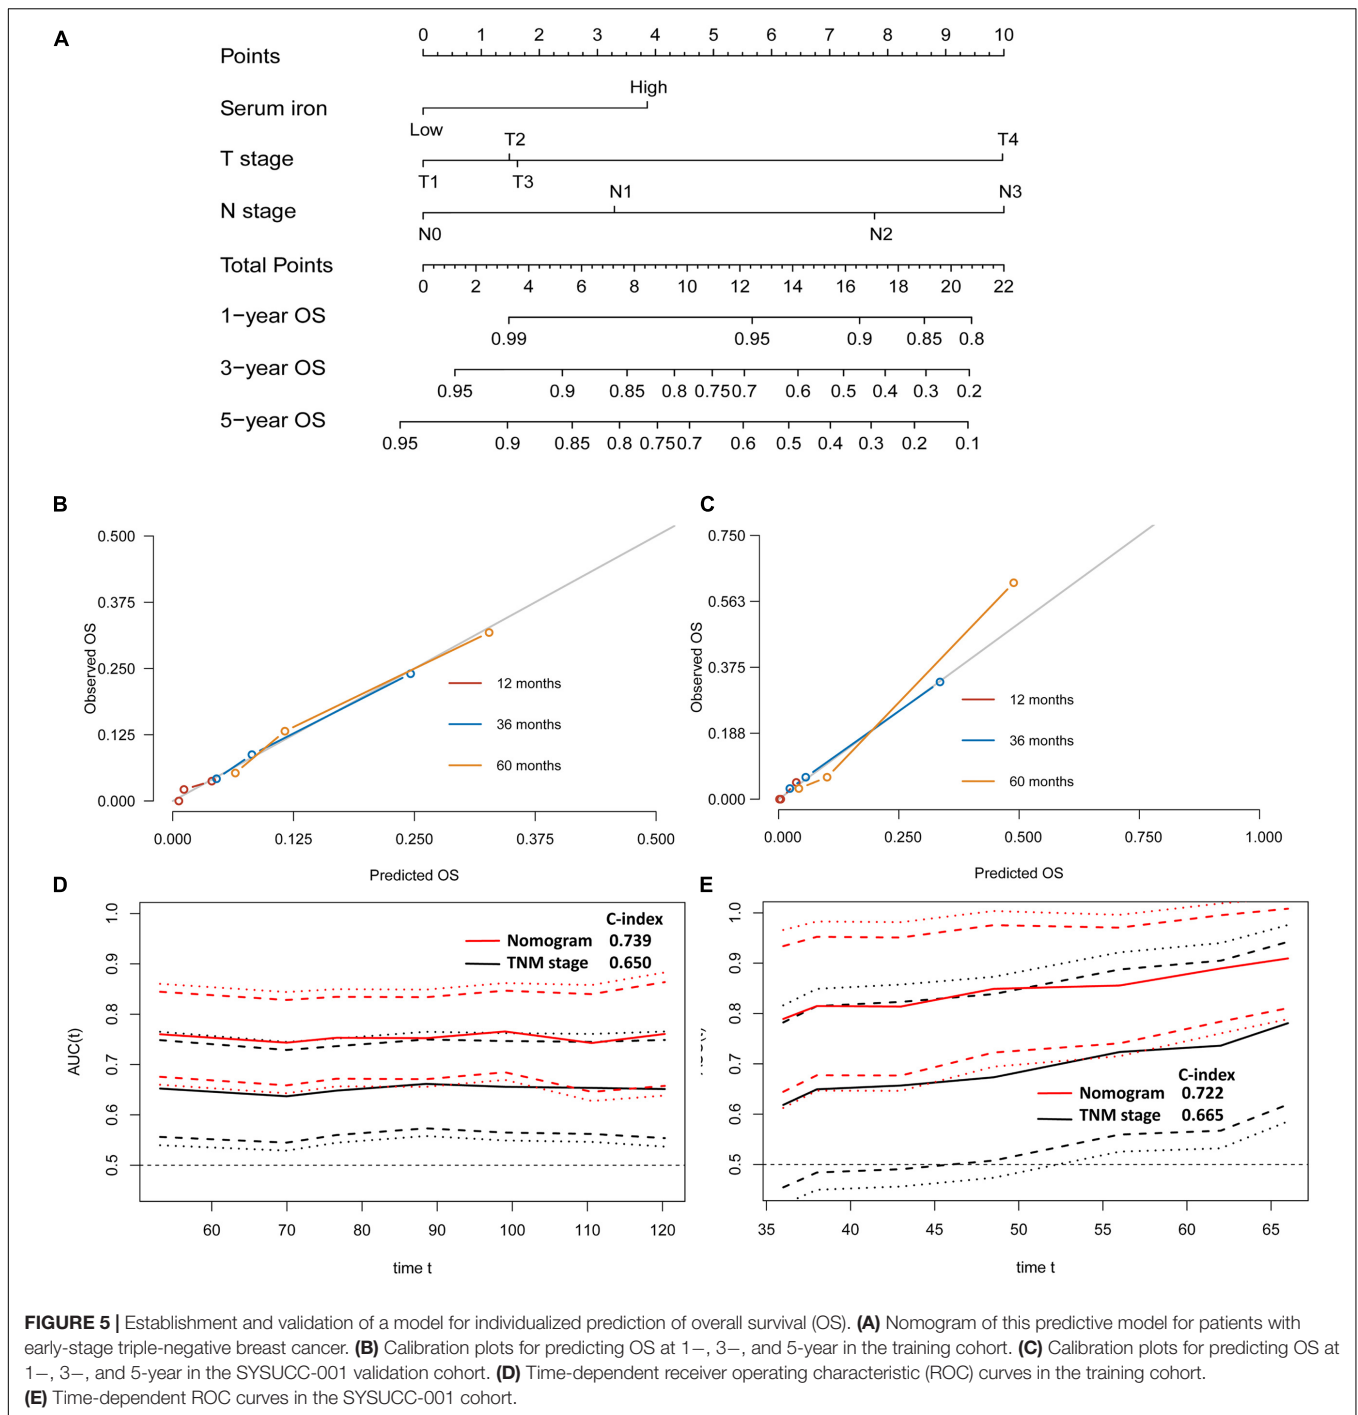 A
0 1 2 3 4 5 6 7 8 9 10
Points
High
Serum iron
Low
T2 T4
T stage
T1 T3
N1 N3
N stage
N0 N2
Total Points
0 2 4 6 8 10 12 14 16 18 20 22
1−year OS
0.99 0.95 0.9 0.85 0.8
3−year OS
0.95 0.9 0.85 0.8 0.75 0.7 0.6 0.5 0.4 0.3 0.2
5−year OS
0.95 0.9 0.85 0.8 0.75 0.7 0.6 0.5 0.4 0.3 0.2 0.1
B
0.500
0.375
0.250
0.125
0.000
Observed OS
12 months
36 months
60 months
0.000 0.125 0.250 0.375 0.500
Predicted OS
C
0.750
0.563
0.375
0.188
0.000
Observed OS
12 months
36 months
60 months
0.000 0.250 0.500 0.750 1.000
Predicted OS
D
1.0
0.9
0.8
0.7
0.6
0.5
AUC(t)
C-index
Nomogram 0.739
TNM stage 0.650
60 70 80 90 100 110 120
time t
E
1.0
0.9
0.8
0.7
0.6
0.5
C-index
Nomogram 0.722
TNM stage 0.665
35 40 45 50 55 60 65
time t
FIGURE 5 | Establishment and validation of a model for individualized prediction of overall survival (OS). (A) Nomogram of this predictive model for patients with
early-stage triple-negative breast cancer. (B) Calibration plots for predicting OS at 1−, 3−, and 5-year in the training cohort. (C) Calibration plots for predicting OS at
1−, 3−, and 5-year in the SYSUCC-001 validation cohort. (D) Time-dependent receiver operating characteristic (ROC) curves in the training cohort.
(E) Time-dependent ROC curves in the SYSUCC-001 cohort.